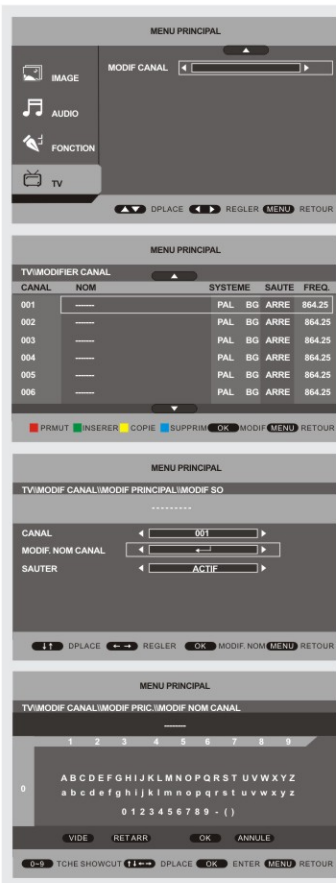 MENU PRINCIPAL
MODIF CANAL
IMAGE
AUDIO
FONCTION
TV
DPLACE REGLER MENU RETOUR
MENU PRINCIPAL
TV\MODIFIER CANAL
CANAL NOM SYSTEME SAUTE FREQ.
001 ------ PAL BG ARRE 864.25
002 ------ PAL BG ARRE 864.25
003 ------ PAL BG ARRE 864.25
004 ------ PAL BG ARRE 864.25
005 ------ PAL BG ARRE 864.25
006 ------ PAL BG ARRE 864.25
PRMUT INSERER COPIE SUPPRIM OK MODIF MENU RETOUR
MENU PRINCIPAL
TV\\MODIF CANAL\\MODIF PRINCIPAL\\MODIF SO
---------
CANAL 001
MODIF. NOM CANAL
SAUTER ACTIF
↓↑ DPLACE ←→ REGLER OK MODIF. NOM MENU RETOUR
MENU PRINCIPAL
TV\\MODIF CANAL\\MODIF PRIC.\\MODIF NOM CANAL
------
1 2 3 4 5 6 7 8 9
0
A B C D E F G H I J K L M N O P Q R S T U V W X Y Z
a b c d e f g h i j k l m n o p q r s t u v w x y z
0 1 2 3 4 5 6 7 8 9 - ( )
VIDE RETARR OK ANNULE
0~9 TCHE SHOWCUT ↑↓←→ DPLACE OK ENTER MENU RETOUR